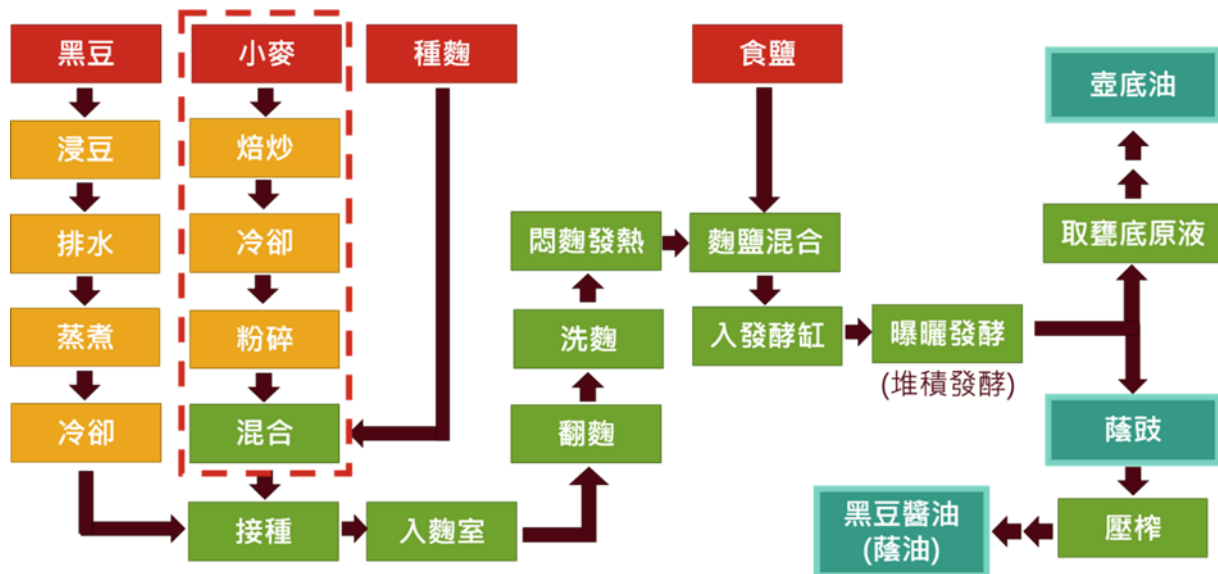 黑豆
浸豆
排水
蒸煮
冷卻
小麥
焙炒
冷卻
粉碎
混合
種麴
接種
入麴室
翻麴
洗麴
悶麴發熱
食鹽
麴鹽混合
入發酵缸
曝曬發酵
(堆積發酵)
取甕底原液
壺底油
蔭豉
壓榨
黑豆醬油
(蔭油)